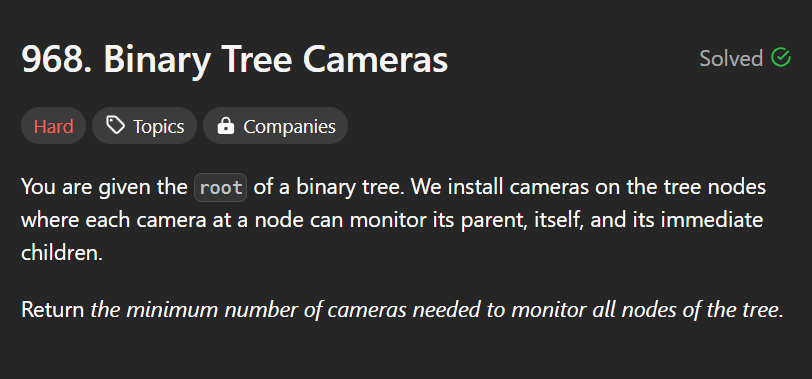 968. Binary Tree Cameras
Solved
Hard
Topics
Companies
You are given the root of a binary tree. We install cameras on the tree nodes
where each camera at a node can monitor its parent, itself, and its immediate
children.
Return the minimum number of cameras needed to monitor all nodes of the tree.